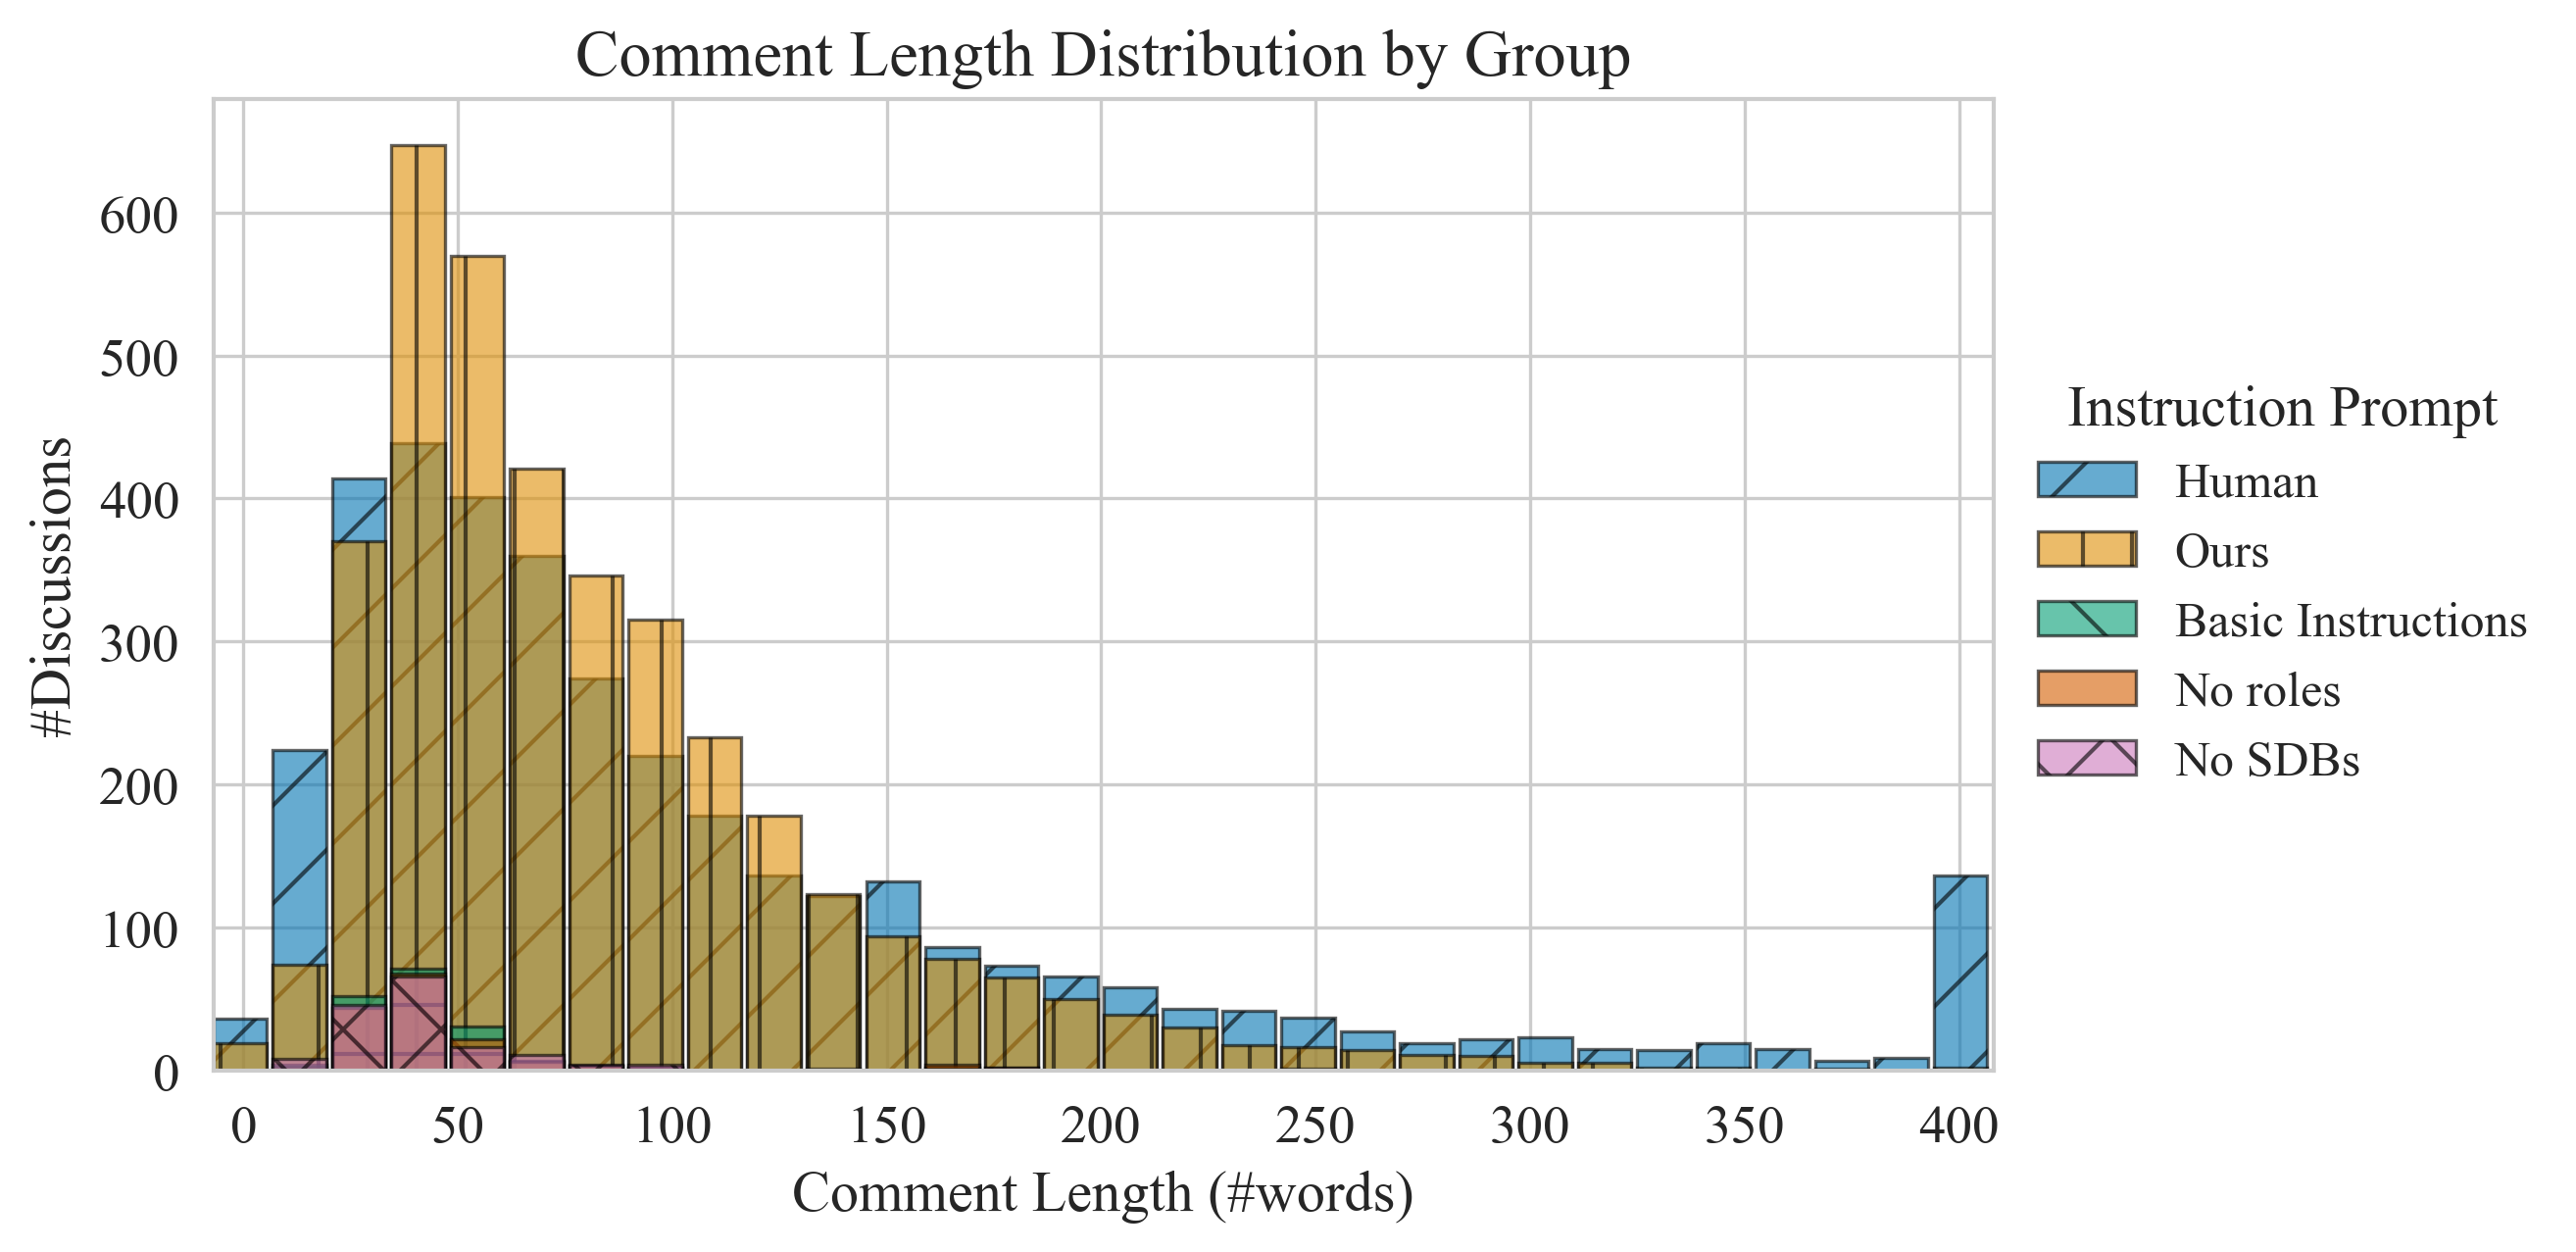 Comment Length Distribution by Group
#Discussions
600
500
400
300
200
100
0
0 50 100 150 200 250 300 350 400
Comment Length (#words)
Instruction Prompt
Human
Ours
Basic Instructions
No roles
No SDBs